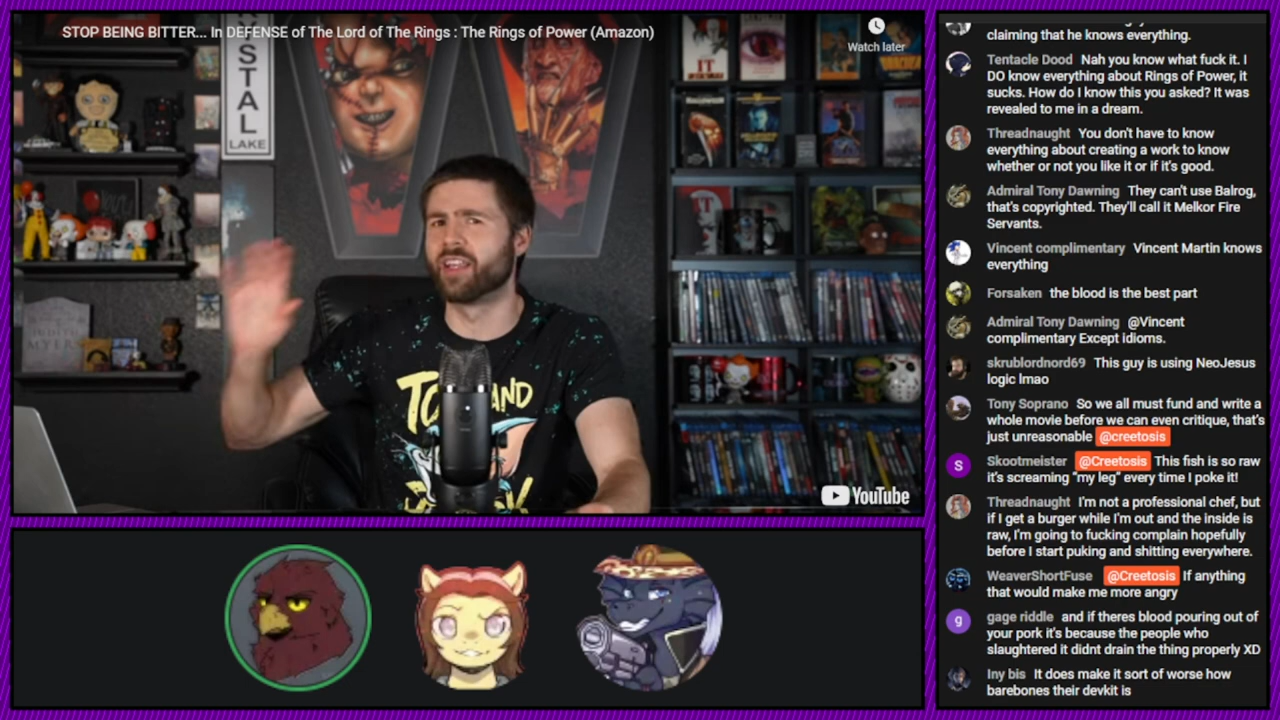 STOP BEING BITTER... In DEFENSE of The Lord of The Rings : The Rings of Power (Amazon)
Watch later
STAL
LAKE
IT
IT
HALLOWEEN
TO AND
YouTube
claiming that he knows everything.
Tentacle Dood Nah you know what fuck it. I
DO know everything about Rings of Power, it
sucks. How do I know this you asked? It was
revealed to me in a dream.
Threadnaught You don't have to know
everything about creating a work to know
whether or not you like it or if it's good.
Admiral Tony Dawning They can't use Balrog,
that's copyrighted. They'll call it Melkor Fire
Servants.
Vincent complimentary Vincent Martin knows
everything
Forsaken the blood is the best part
Admiral Tony Dawning @Vincent
complimentary Except idioms.
skrublordnord69 This guy is using NeoJesus
logic lmao
Tony Soprano So we all must fund and write a
whole movie before we can even critique, that's
just unreasonable @creetosis
S
Skootmeister @Creetosis This fish is so raw
it's screaming "my leg" every time I poke it!
Threadnaught I'm not a professional chef, but
if I get a burger while I'm out and the inside is
raw, I'm going to fucking complain hopefully
before I start puking and shitting everywhere.
WeaverShortFuse @Creetosis If anything
that would make me more angry
g
gage riddle and if theres blood pouring out of
your pork it's because the people who
slaughtered it didnt drain the thing properly XD
Iny bis It does make it sort of worse how
barebones their devkit is